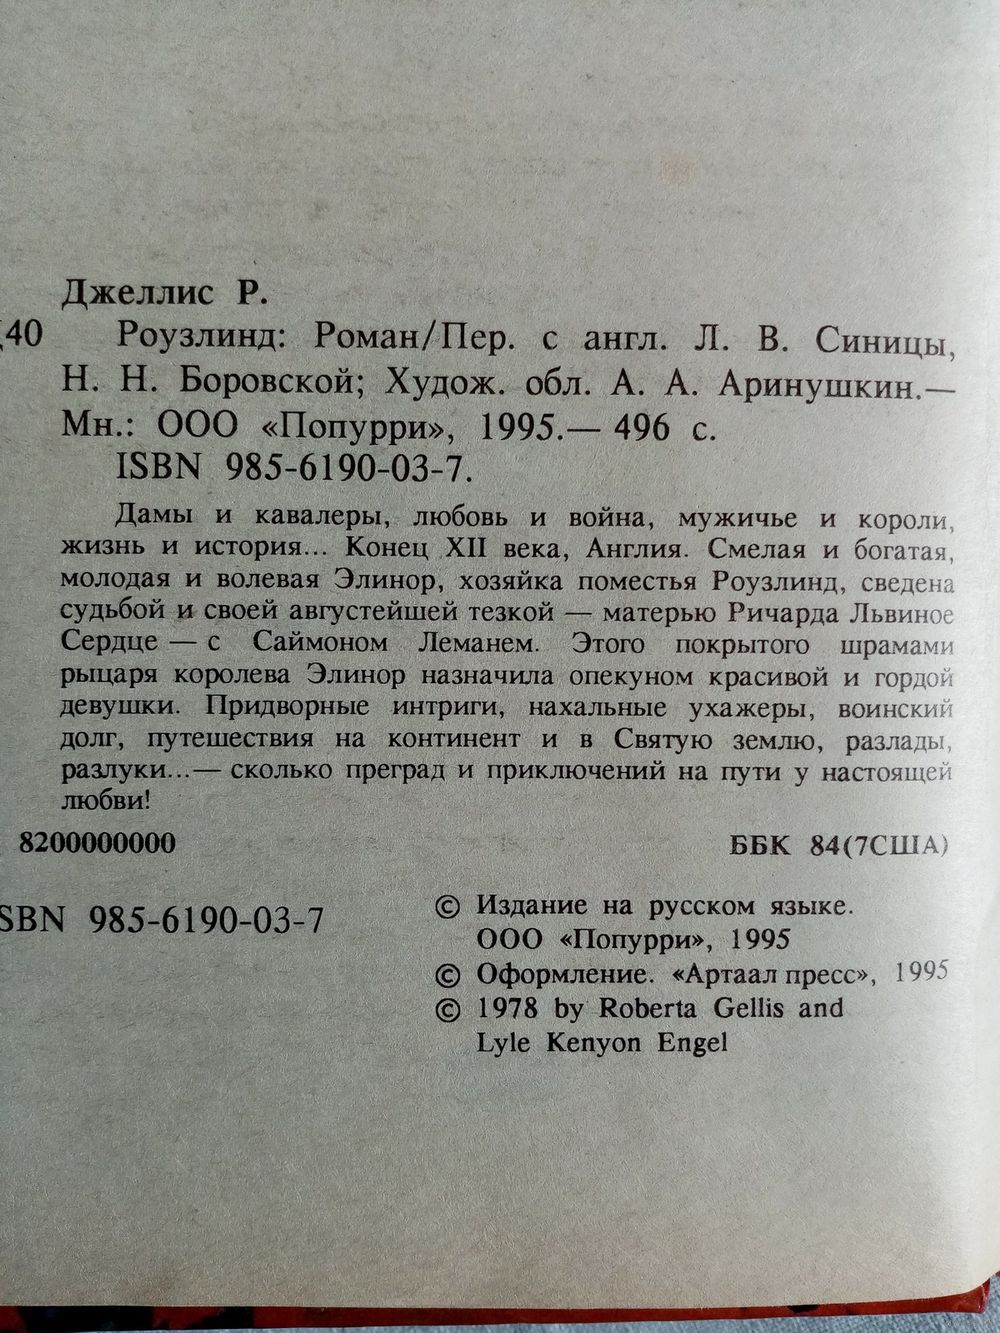 Джеллис Р.
40 Роузлинд: Роман/Пер. с англ. Л. В. Синицы,
Н. Н. Боровской; Худож. обл. А. А. Аринушкин.—
Мн.: ООО «Попурри», 1995.— 496 с.
ISBN 985-6190-03-7.
Дамы и кавалеры, любовь и война, мужичье и короли,
жизнь и история... Конец XII века, Англия. Смелая и богатая,
молодая и волевая Элинор, хозяйка поместья Роузлинд, сведена
судьбой и своей августейшей тезкой — матерью Ричарда Львиное
Сердце — с Саймоном Леманем. Этого покрытого шрамами
рыцаря королева Элинор назначила опекуном красивой и гордой
девушки. Придворные интриги, нахальные ухажеры, воинский
долг, путешествия на континент и в Святую землю, разлады,
разлуки...— сколько преград и приключений на пути у настоящей
любви!
8200000000 ББК 84(7США)
SBN 985-6190-03-7
© Издание на русском языке.
ООО «Попурри», 1995
© Оформление. «Артаал пресс», 1995
© 1978 by Roberta Gellis and
Lyle Kenyon Engel